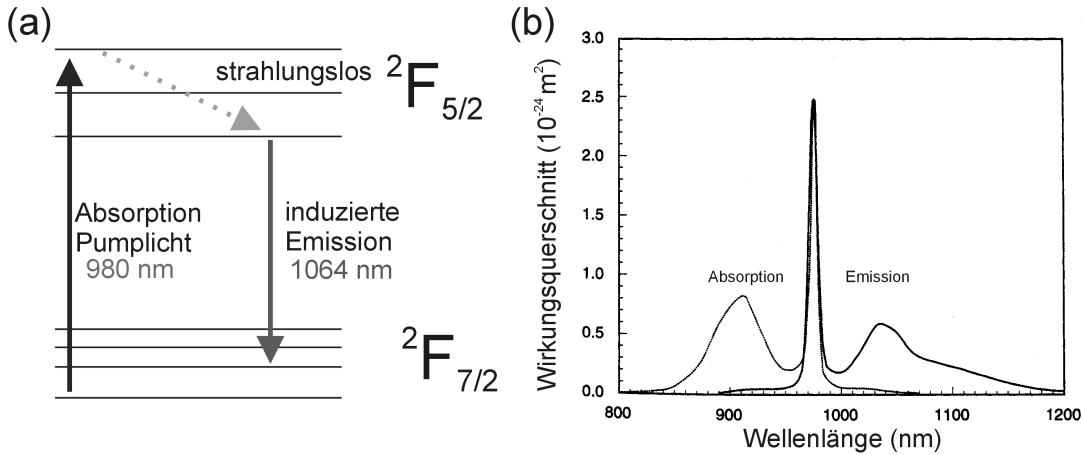 (a)
strahlungslos
²F₅/₂
Absorption
Pumplicht
980 nm
induzierte
Emission
1064 nm
²F₇/₂
(b)
Wirkungsquerschnitt (10⁻²⁴ m²)
3.0
2.5
2.0
1.5
1.0
0.5
0.0
Absorption
Emission
800
900
1000
1100
1200
Wellenlänge (nm)